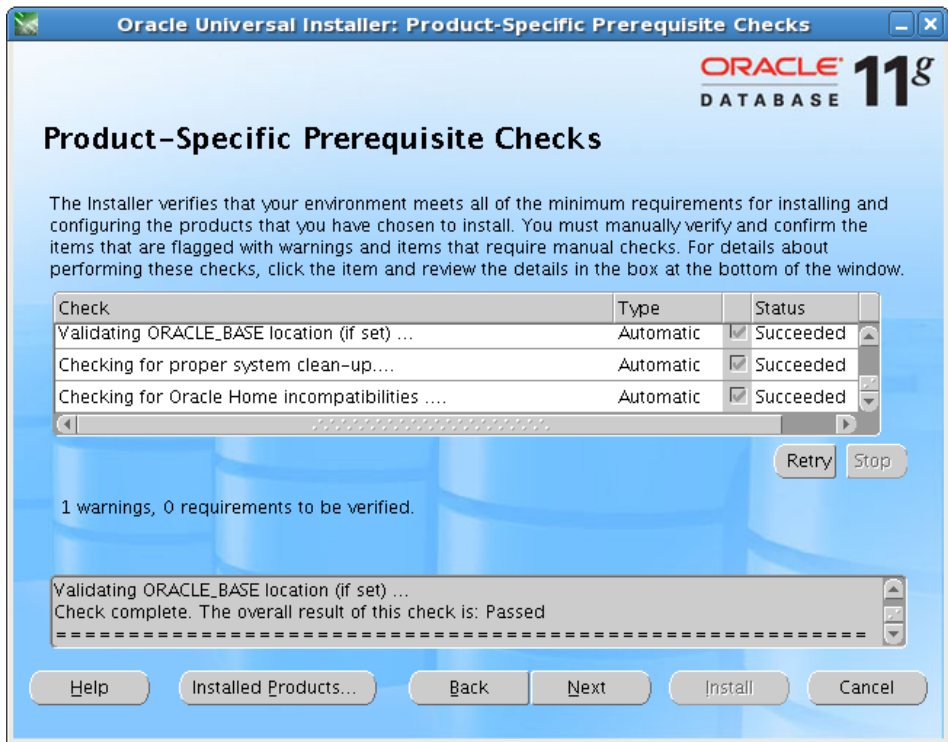 Oracle Universal Installer: Product-Specific Prerequisite Checks
ORACLE
DATABASE
11g
Product-Specific Prerequisite Checks
The Installer verifies that your environment meets all of the minimum requirements for installing and
configuring the products that you have chosen to install. You must manually verify and confirm the
items that are flagged with warnings and items that require manual checks. For details about
performing these checks, click the item and review the details in the box at the bottom of the window.
Check Type Status
Validating ORACLE_BASE location (if set) ... Automatic Succeeded
Checking for proper system clean-up.... Automatic Succeeded
Checking for Oracle Home incompatibilities .... Automatic Succeeded
Retry Stop
1 warnings, 0 requirements to be verified.
Validating ORACLE_BASE location (if set) ...
Check complete. The overall result of this check is: Passed
========================================================
Help Installed Products... Back Next Install Cancel